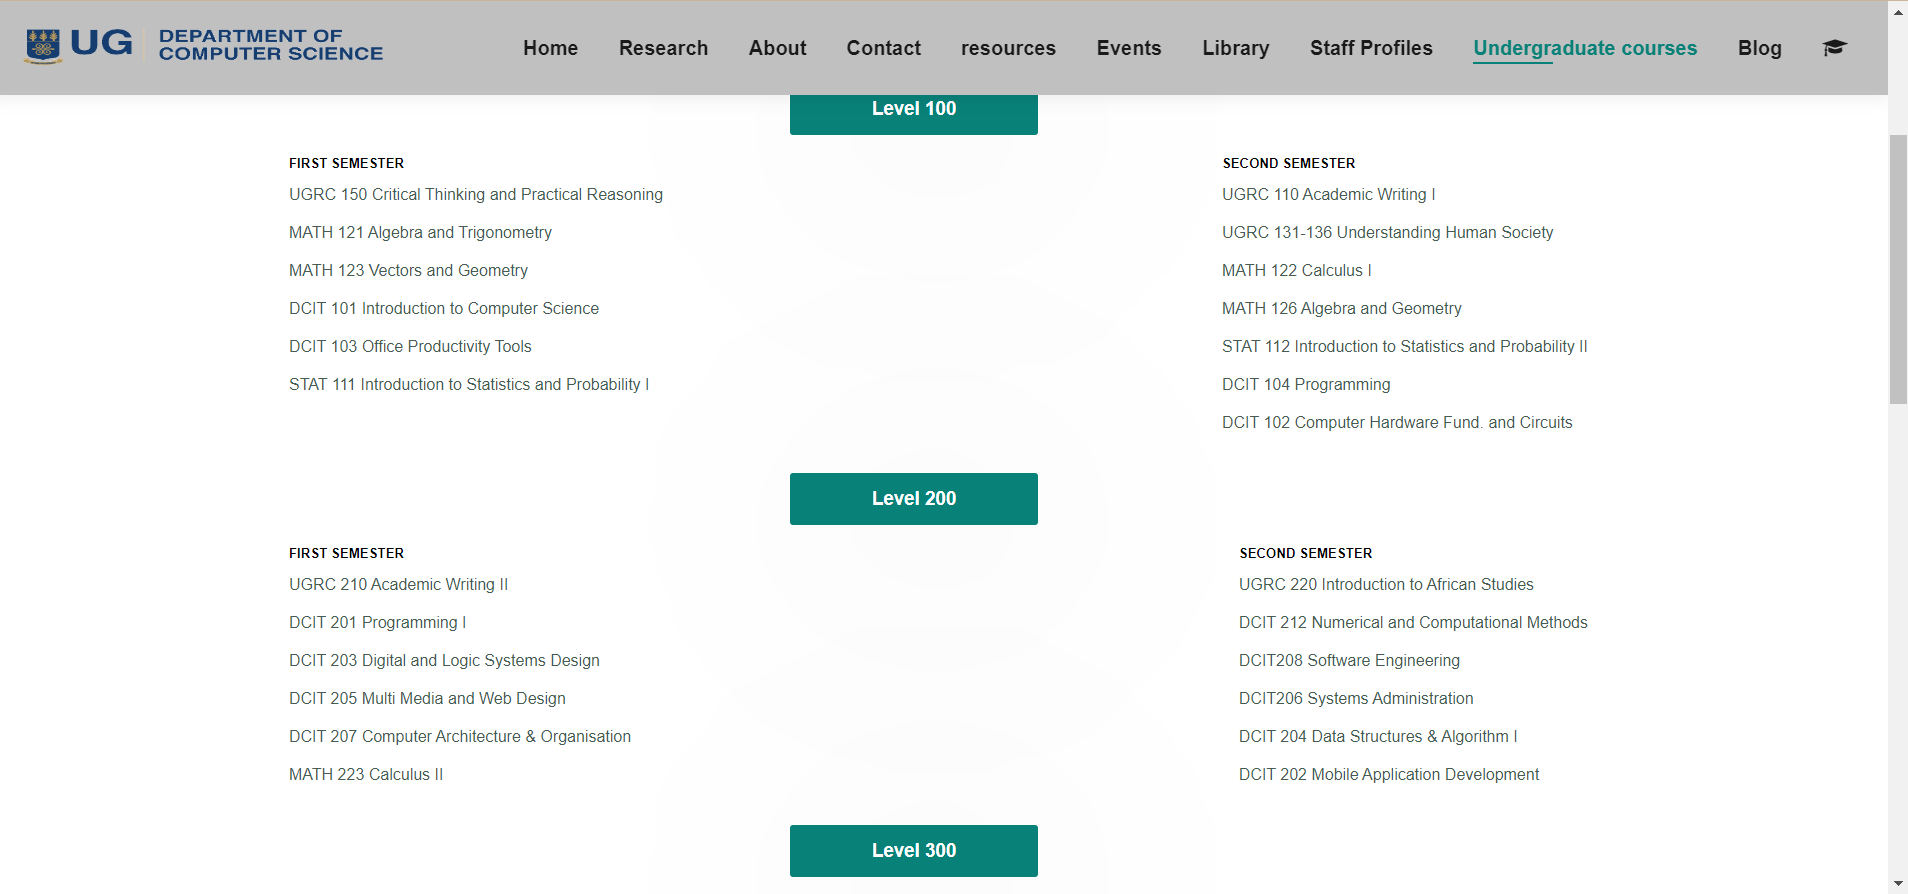 UG
DEPARTMENT OF
COMPUTER SCIENCE
Home
Research
About
Contact
resources
Events
Library
Staff Profiles
Undergraduate courses
Blog
Level 100
FIRST SEMESTER
UGRC 150 Critical Thinking and Practical Reasoning
MATH 121 Algebra and Trigonometry
MATH 123 Vectors and Geometry
DCIT 101 Introduction to Computer Science
DCIT 103 Office Productivity Tools
STAT 111 Introduction to Statistics and Probability I
SECOND SEMESTER
UGRC 110 Academic Writing I
UGRC 131-136 Understanding Human Society
MATH 122 Calculus I
MATH 126 Algebra and Geometry
STAT 112 Introduction to Statistics and Probability II
DCIT 104 Programming
DCIT 102 Computer Hardware Fund. and Circuits
Level 200
FIRST SEMESTER
UGRC 210 Academic Writing II
DCIT 201 Programming I
DCIT 203 Digital and Logic Systems Design
DCIT 205 Multi Media and Web Design
DCIT 207 Computer Architecture & Organisation
MATH 223 Calculus II
SECOND SEMESTER
UGRC 220 Introduction to African Studies
DCIT 212 Numerical and Computational Methods
DCIT208 Software Engineering
DCIT206 Systems Administration
DCIT 204 Data Structures & Algorithm I
DCIT 202 Mobile Application Development
Level 300